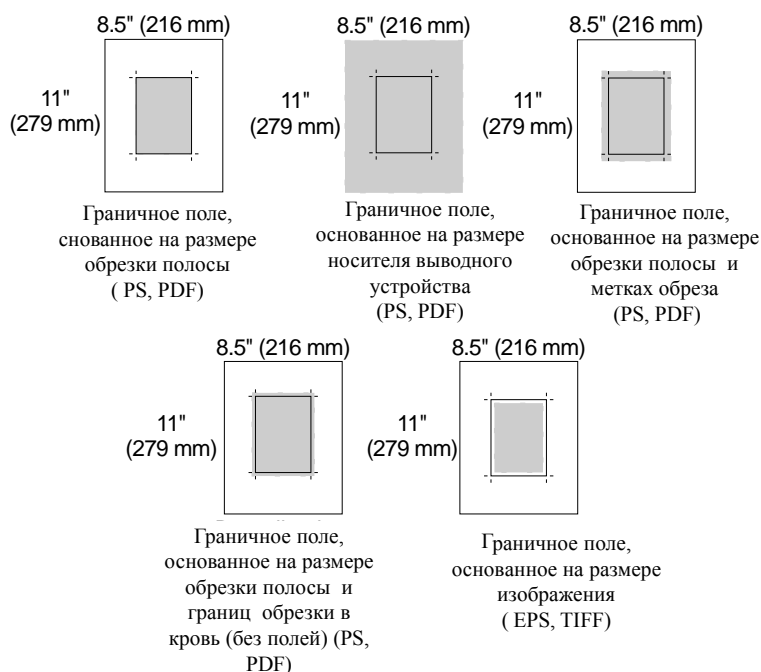 8.5" (216 mm)
11"
(279 mm)
Граничное поле,
снованное на размере
обрезки полосы
( PS, PDF)
8.5" (216 mm)
11"
(279 mm)
Граничное поле,
основанное на размере
носителя выводного
устройства
(PS, PDF)
8.5" (216 mm)
11"
(279 mm)
Граничное поле,
основанное на размере
обрезки полосы и
метках обреза
(PS, PDF)
8.5" (216 mm)
11"
(279 mm)
Граничное поле,
основанное на размере
обрезки полосы и
границ обрезки в
кровь (без полей) (PS,
PDF)
8.5" (216 mm)
11"
(279 mm)
Граничное поле,
основанное на размере
изображения
( EPS, TIFF)